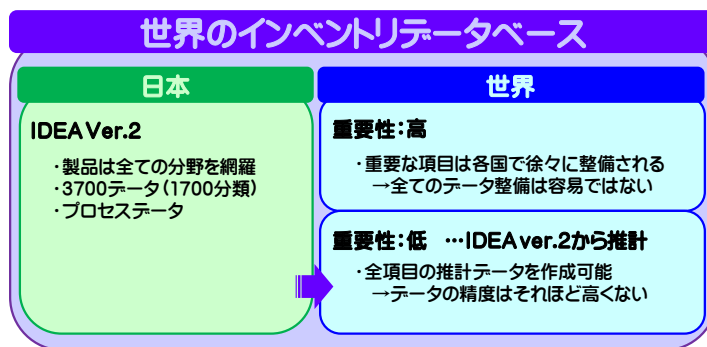 世界のインベントリデータベース
日本
IDEA Ver.2
・製品は全ての分野を網羅
・3700データ(1700分類)
・プロセスデータ
世界
重要性:高
・重要な項目は各国で徐々に整備される
→全てのデータ整備は容易ではない
重要性:低 …IDEA ver.2から推計
・全項目の推計データを作成可能
→データの精度はそれほど高くない